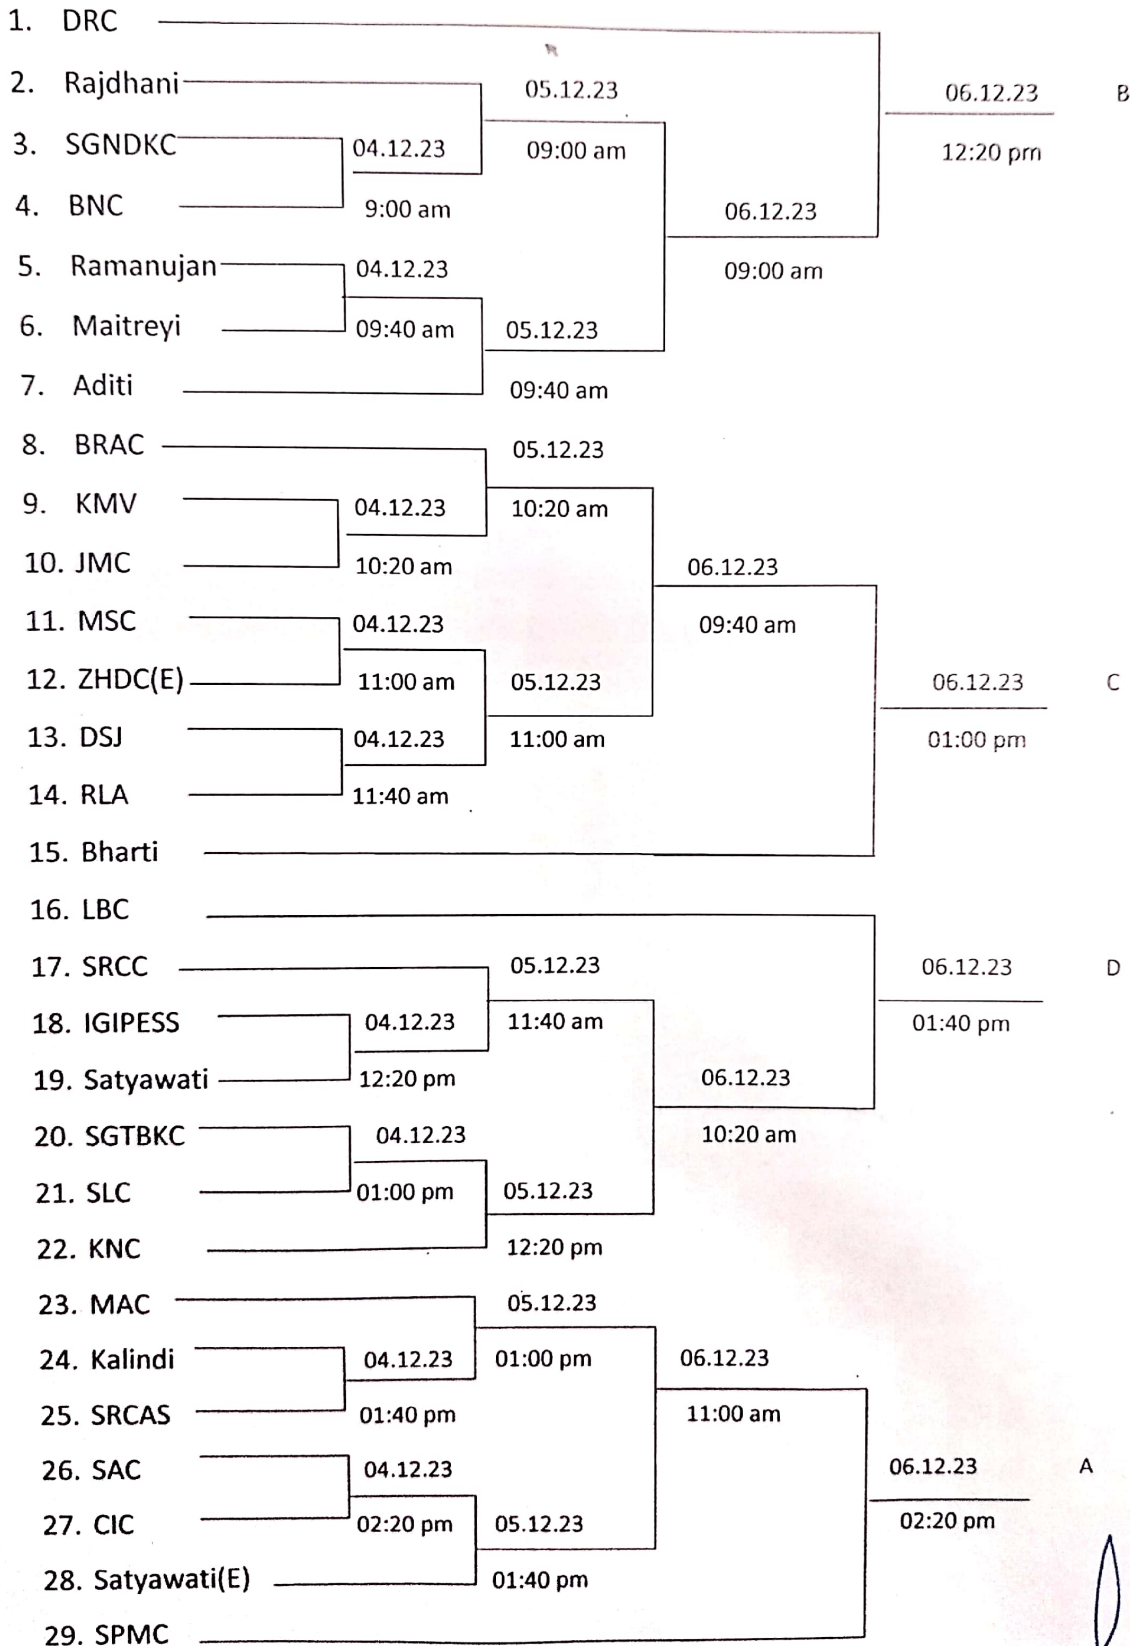 1. DRC
2. Rajdhani 05.12.23 06.12.23 B
3. SGNDKC 04.12.23 09:00 am 12:20 pm
4. BNC 9:00 am 06.12.23
5. Ramanujan 04.12.23 09:00 am
6. Maitreyi 09:40 am 05.12.23
7. Aditi 09:40 am
8. BRAC 05.12.23
9. KMV 04.12.23 10:20 am
10. JMC 10:20 am 06.12.23
11. MSC 04.12.23 09:40 am
12. ZHDC(E) 11:00 am 05.12.23 06.12.23 C
13. DSJ 04.12.23 11:00 am 01:00 pm
14. RLA 11:40 am
15. Bharti
16. LBC
17. SRCC 05.12.23 06.12.23 D
18. IGIPESS 04.12.23 11:40 am 01:40 pm
19. Satyawati 12:20 pm 06.12.23
20. SGTBKC 04.12.23 10:20 am
21. SLC 01:00 pm 05.12.23
22. KNC 12:20 pm
23. MAC 05.12.23
24. Kalindi 04.12.23 01:00 pm 06.12.23
25. SRCAS 01:40 pm 11:00 am
26. SAC 04.12.23 06.12.23 A
27. CIC 02:20 pm 05.12.23 02:20 pm
28. Satyawati(E) 01:40 pm
29. SPMC